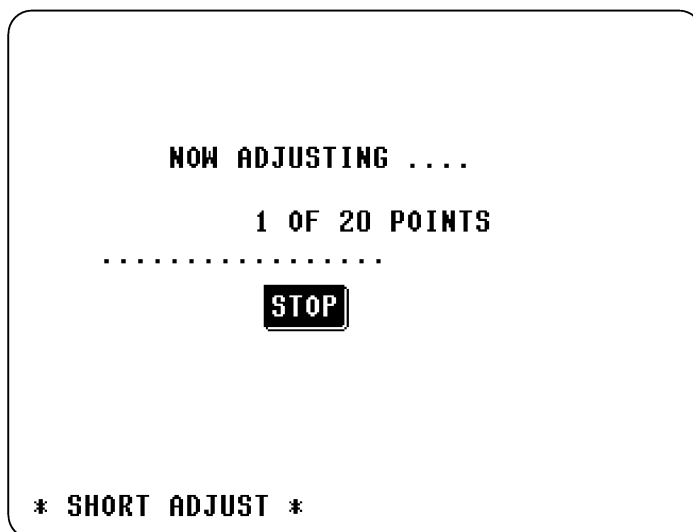 NOW ADJUSTING ....
1 OF 20 POINTS
.................
STOP
* SHORT ADJUST *